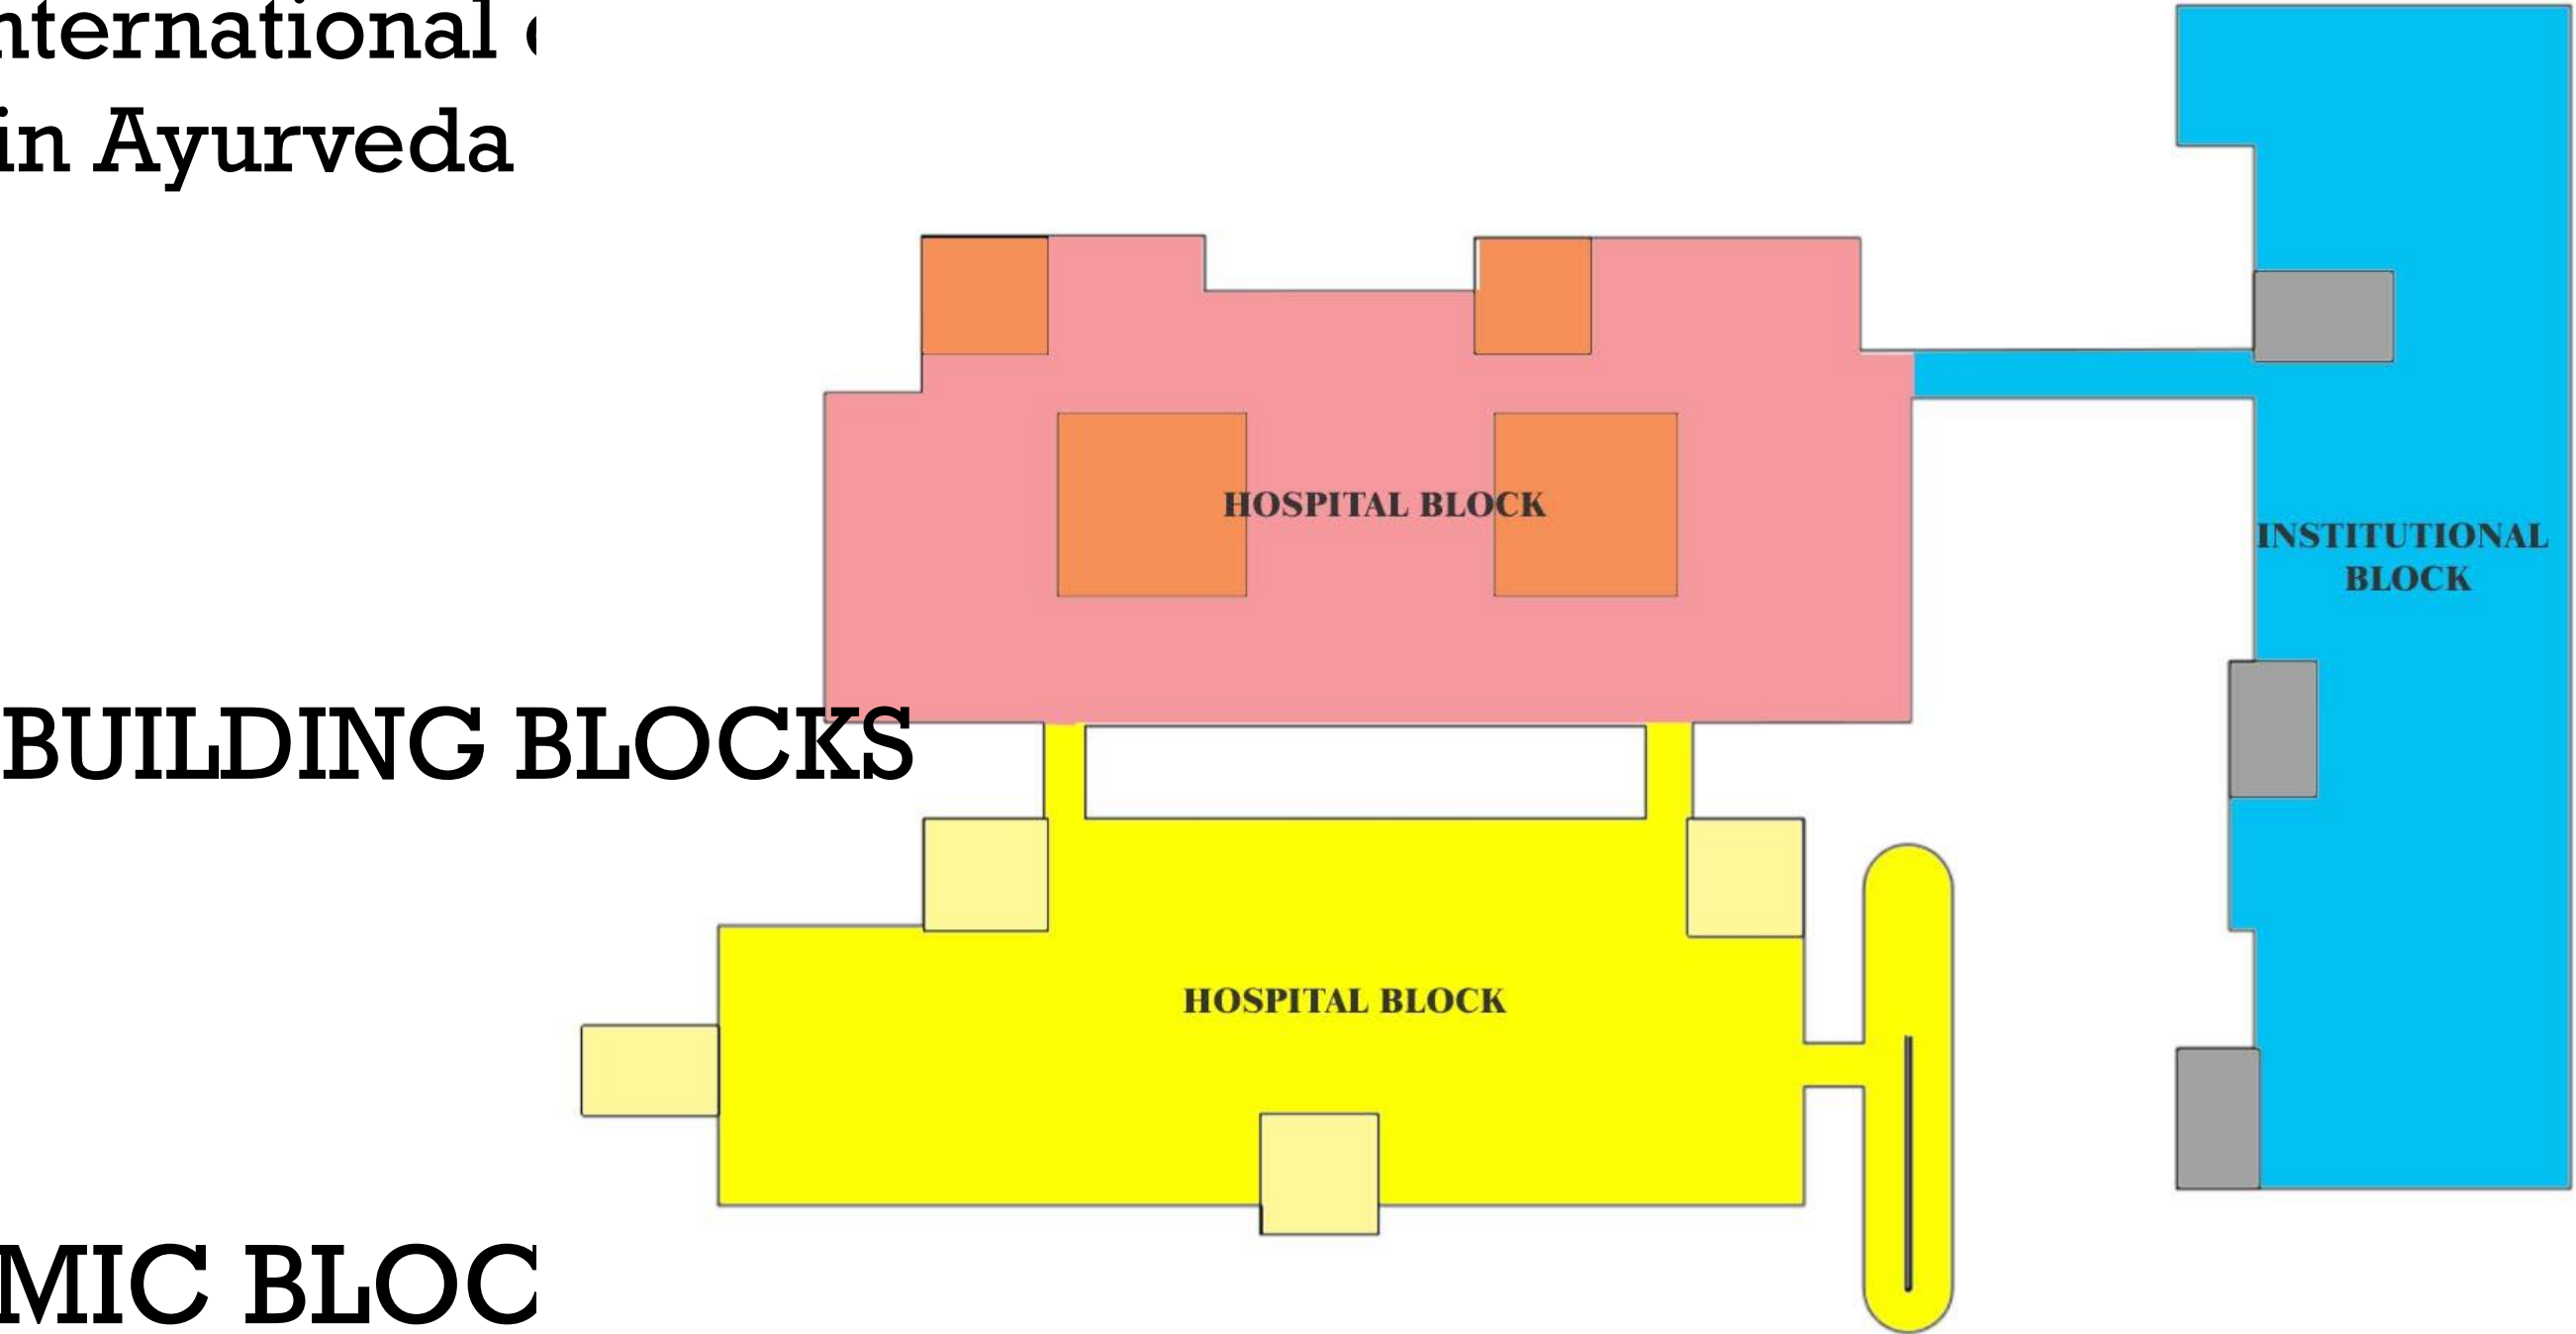 nternational
in Ayurveda
HOSPITAL BLOCK
INSTITUTIONAL
BLOCK
BUILDING BLOCKS
HOSPITAL BLOCK
MIC BLOC